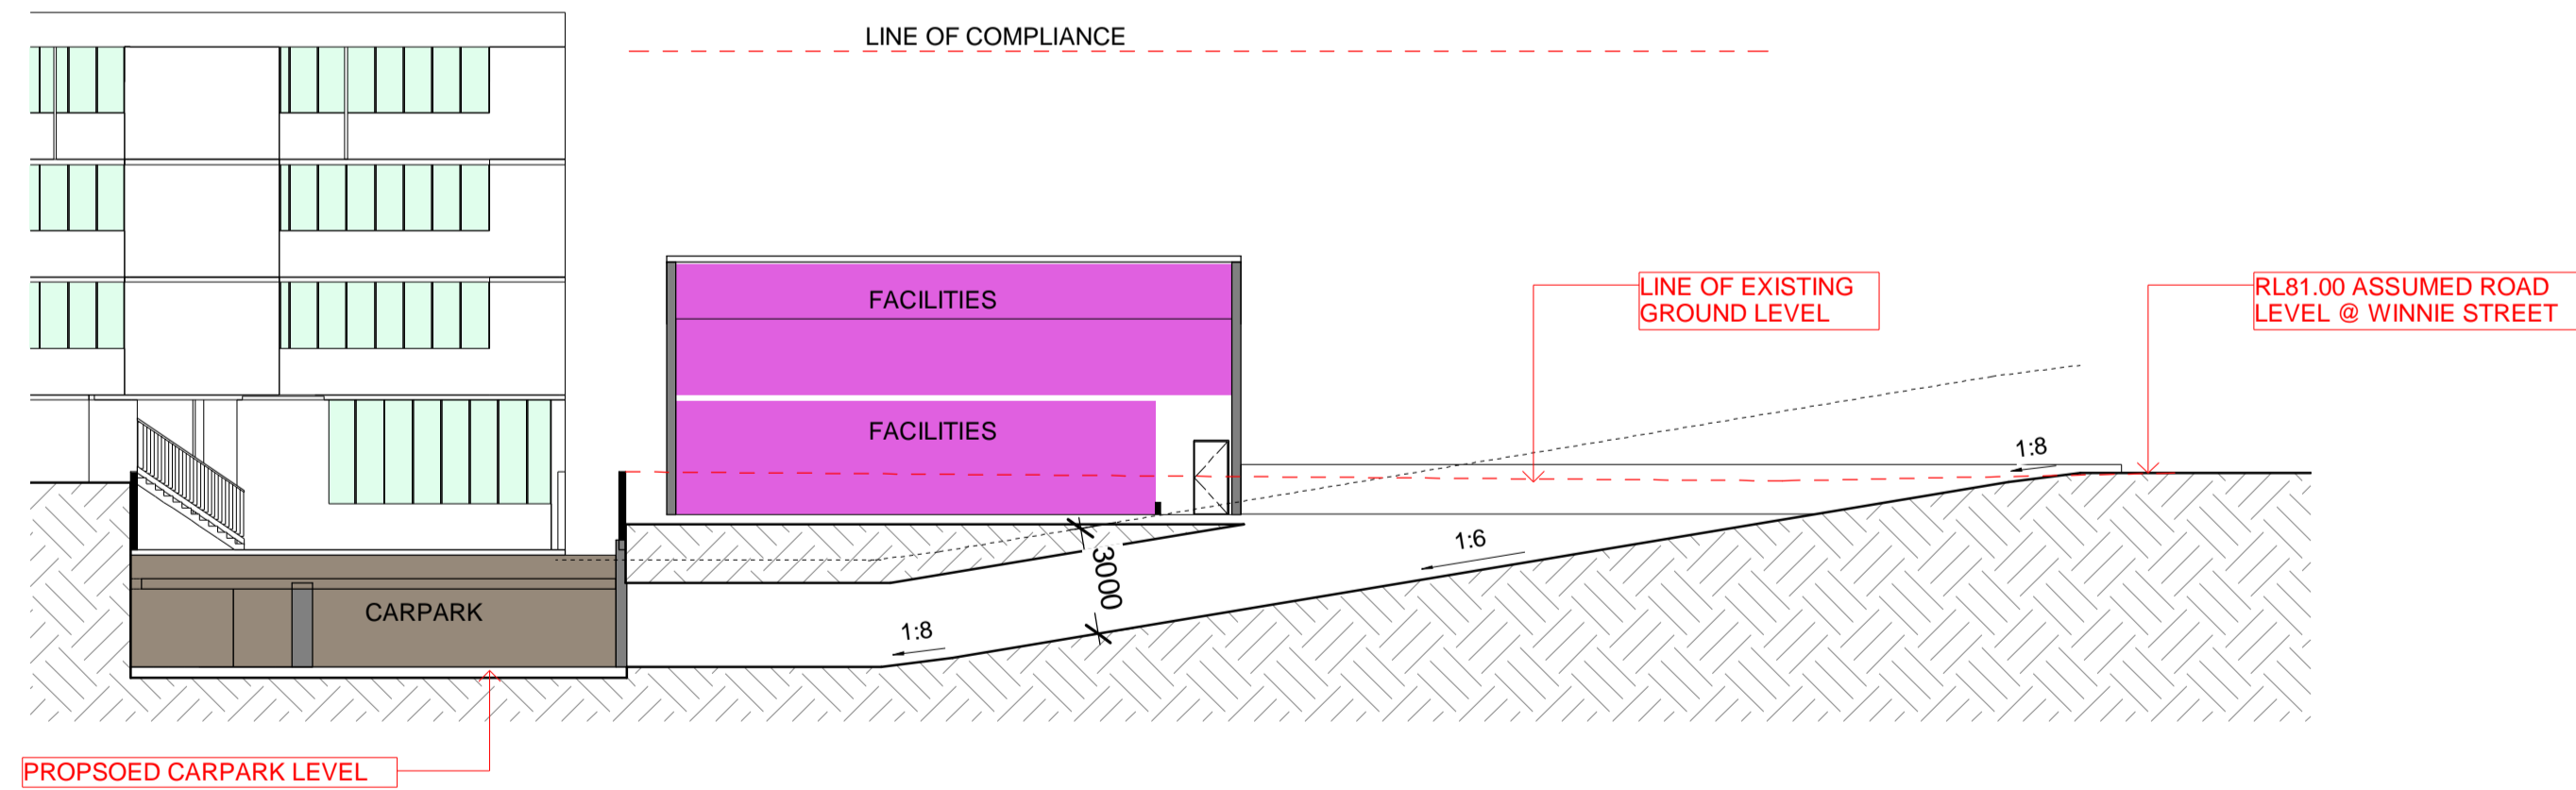 LINE OF COMPLIANCE
FACILITIES
LINE OF EXISTING
GROUND LEVEL
RL81.00 ASSUMED ROAD
LEVEL @ WINNIE STREET
FACILITIES
1:8
1:6
3000
CARPARK
1:8
PROPSOED CARPARK LEVEL